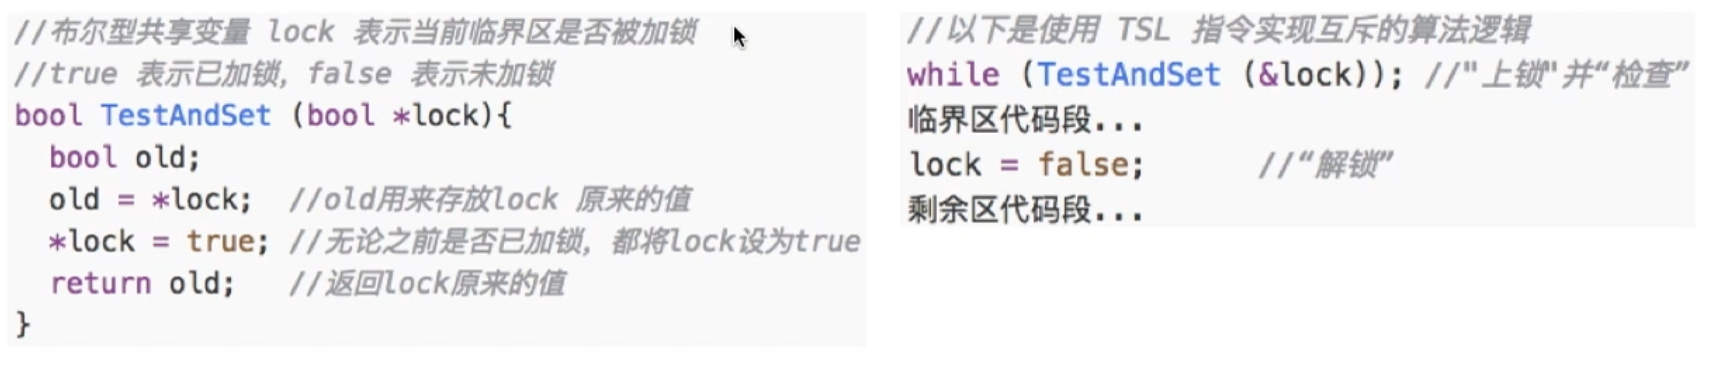 //布尔型共享变量 lock 表示当前临界区是否被加锁
//true 表示已加锁，false 表示未加锁
bool TestAndSet (bool *lock){
  bool old;
  old = *lock;  //old用来存放lock 原来的值
  *lock = true; //无论之前是否已加锁，都将lock设为true
  return old;   //返回lock原来的值
}
//以下是使用 TSL 指令实现互斥的算法逻辑
while (TestAndSet (&lock)); //"上锁"并“检查”
临界区代码段...
lock = false;       //“解锁”
剩余区代码段...